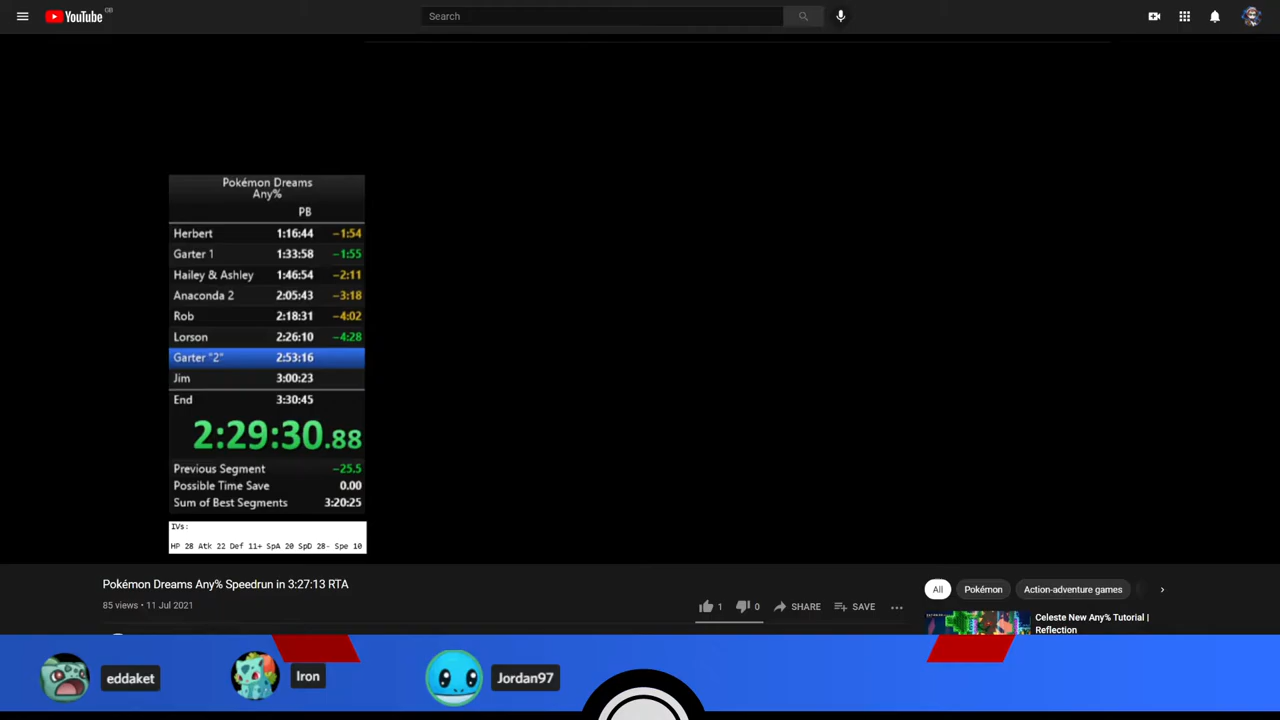 YouTube GB
Search
Pokémon Dreams
Any%
PB
Herbert 1:16:44 −1:54
Garter 1 1:33:58 −1:55
Hailey & Ashley 1:46:54 −2:11
Anaconda 2 2:05:43 −3:18
Rob 2:18:31 −4:02
Lorson 2:26:10 −4:28
Garter "2" 2:53:16
Jim 3:00:23
End 3:30:45
2:29:30.88
Previous Segment −25.5
Possible Time Save 0.00
Sum of Best Segments 3:20:25
IVs:
HP 28 Atk 22 Def 11+ SpA 20 SpD 28- Spe 10
Pokémon Dreams Any% Speedrun in 3:27:13 RTA
85 views • 11 Jul 2021
1 0 SHARE SAVE
All Pokémon Action-adventure games
Celeste New Any% Tutorial |
Reflection
eddaket Iron Jordan97